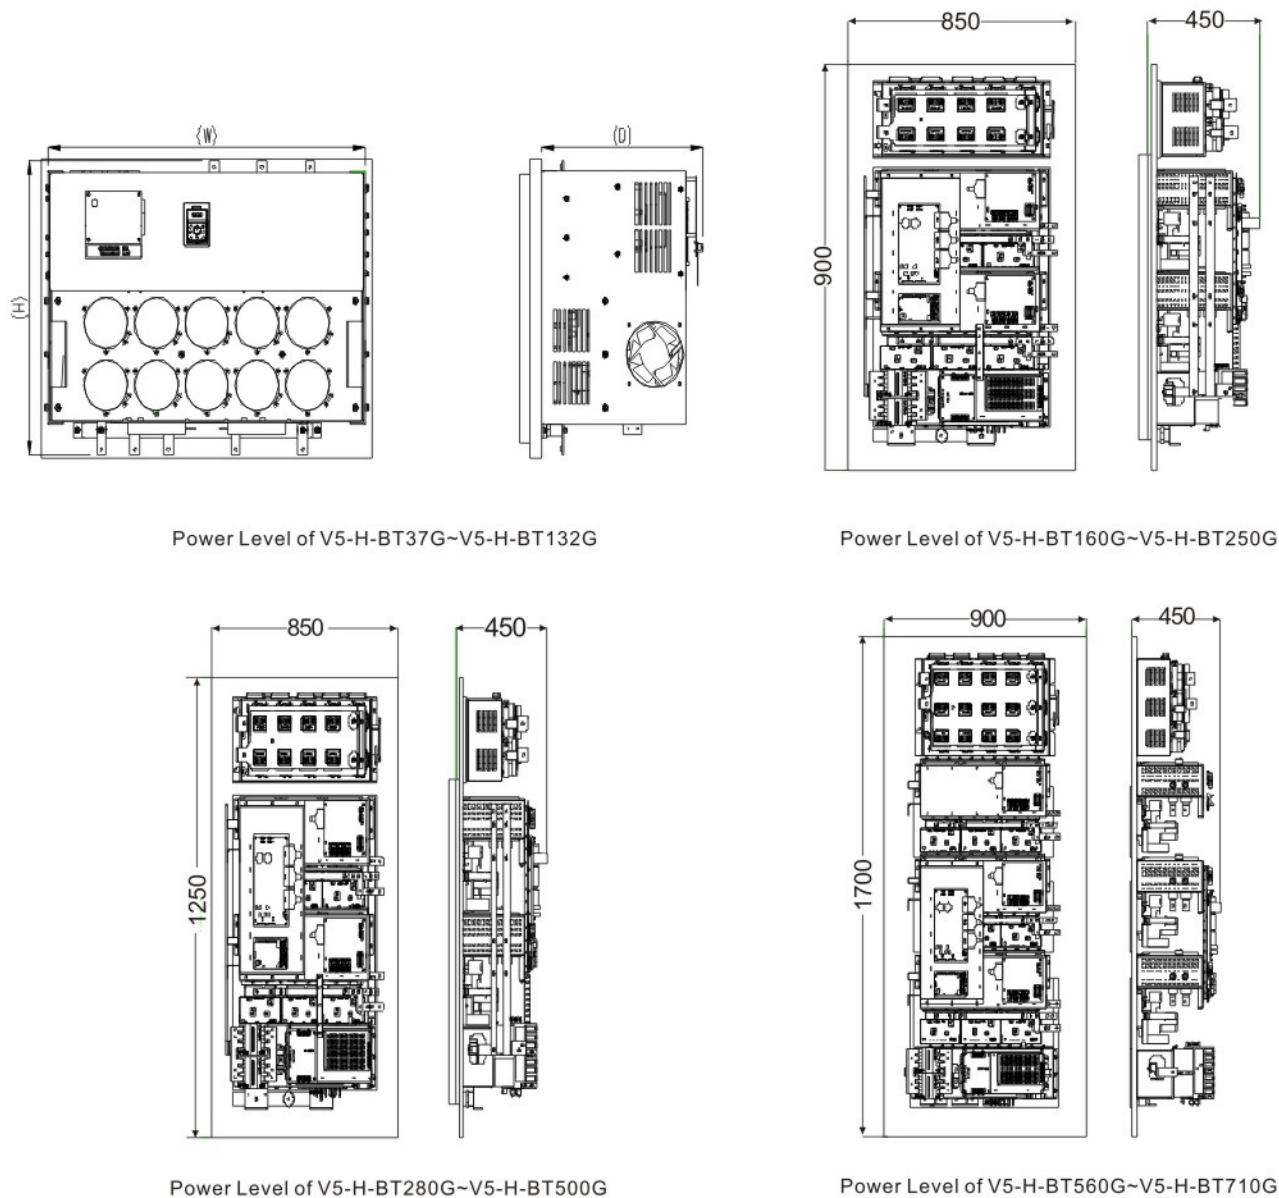 850
450
{W}
{D}
{H}
900
Power Level of V5-H-BT37G~V5-H-BT132G
Power Level of V5-H-BT160G~V5-H-BT250G
850
450
900
450
1250
1700
Power Level of V5-H-BT280G~V5-H-BT500G
Power Level of V5-H-BT560G~V5-H-BT710G